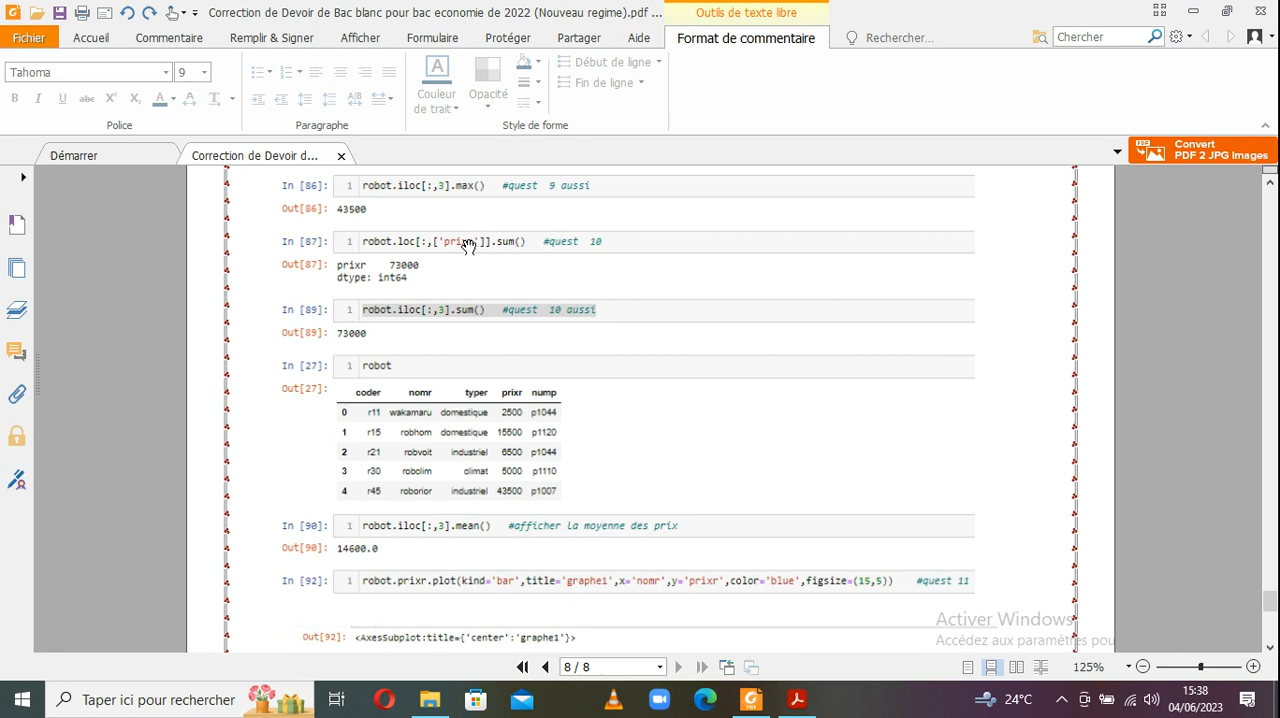 Correction de Devoir de Bac blanc pour bac economie de 2022 (Nouveau regime).pdf ...
Outils de texte libre
Fichier Accueil Commentaire Remplir & Signer Afficher Formulaire Protéger Partager Aide Format de commentaire Rechercher... Chercher
Tahoma 9
Début de ligne
Fin de ligne
Couleur de trait
Opacité
Police Paragraphe Style de forme
Démarrer Correction de Devoir d... Convert PDF 2 JPG Images
In [86]: 1 robot.iloc[:,3].max() #quest 9 aussi
Out[86]: 43500
In [87]: 1 robot.loc[:,['prixr']].sum() #quest 10
Out[87]: prixr 73000
dtype: int64
In [89]: 1 robot.iloc[:,3].sum() #quest 10 aussi
Out[89]: 73000
In [27]: 1 robot
Out[27]:
coder nomr typer prixr nump
0 r11 wakamaru domestique 2500 p1044
1 r15 robhom domestique 15500 p1120
2 r21 robvoit industriel 6500 p1044
3 r30 robclim climat 5000 p1110
4 r45 roborior industriel 43500 p1007
In [90]: 1 robot.iloc[:,3].mean() #afficher la moyenne des prix
Out[90]: 14600.0
In [92]: 1 robot.prixr.plot(kind='bar',title='graphe1',x='nomr',y='prixr',color='blue',figsize=(15,5)) #quest 11
Out[92]: <AxesSubplot:title={'center':'graphe1'}>
Activer Windows
Accédez aux paramètres pou
8 / 8 125%
Taper ici pour rechercher 24°C 15:38
04/06/2023